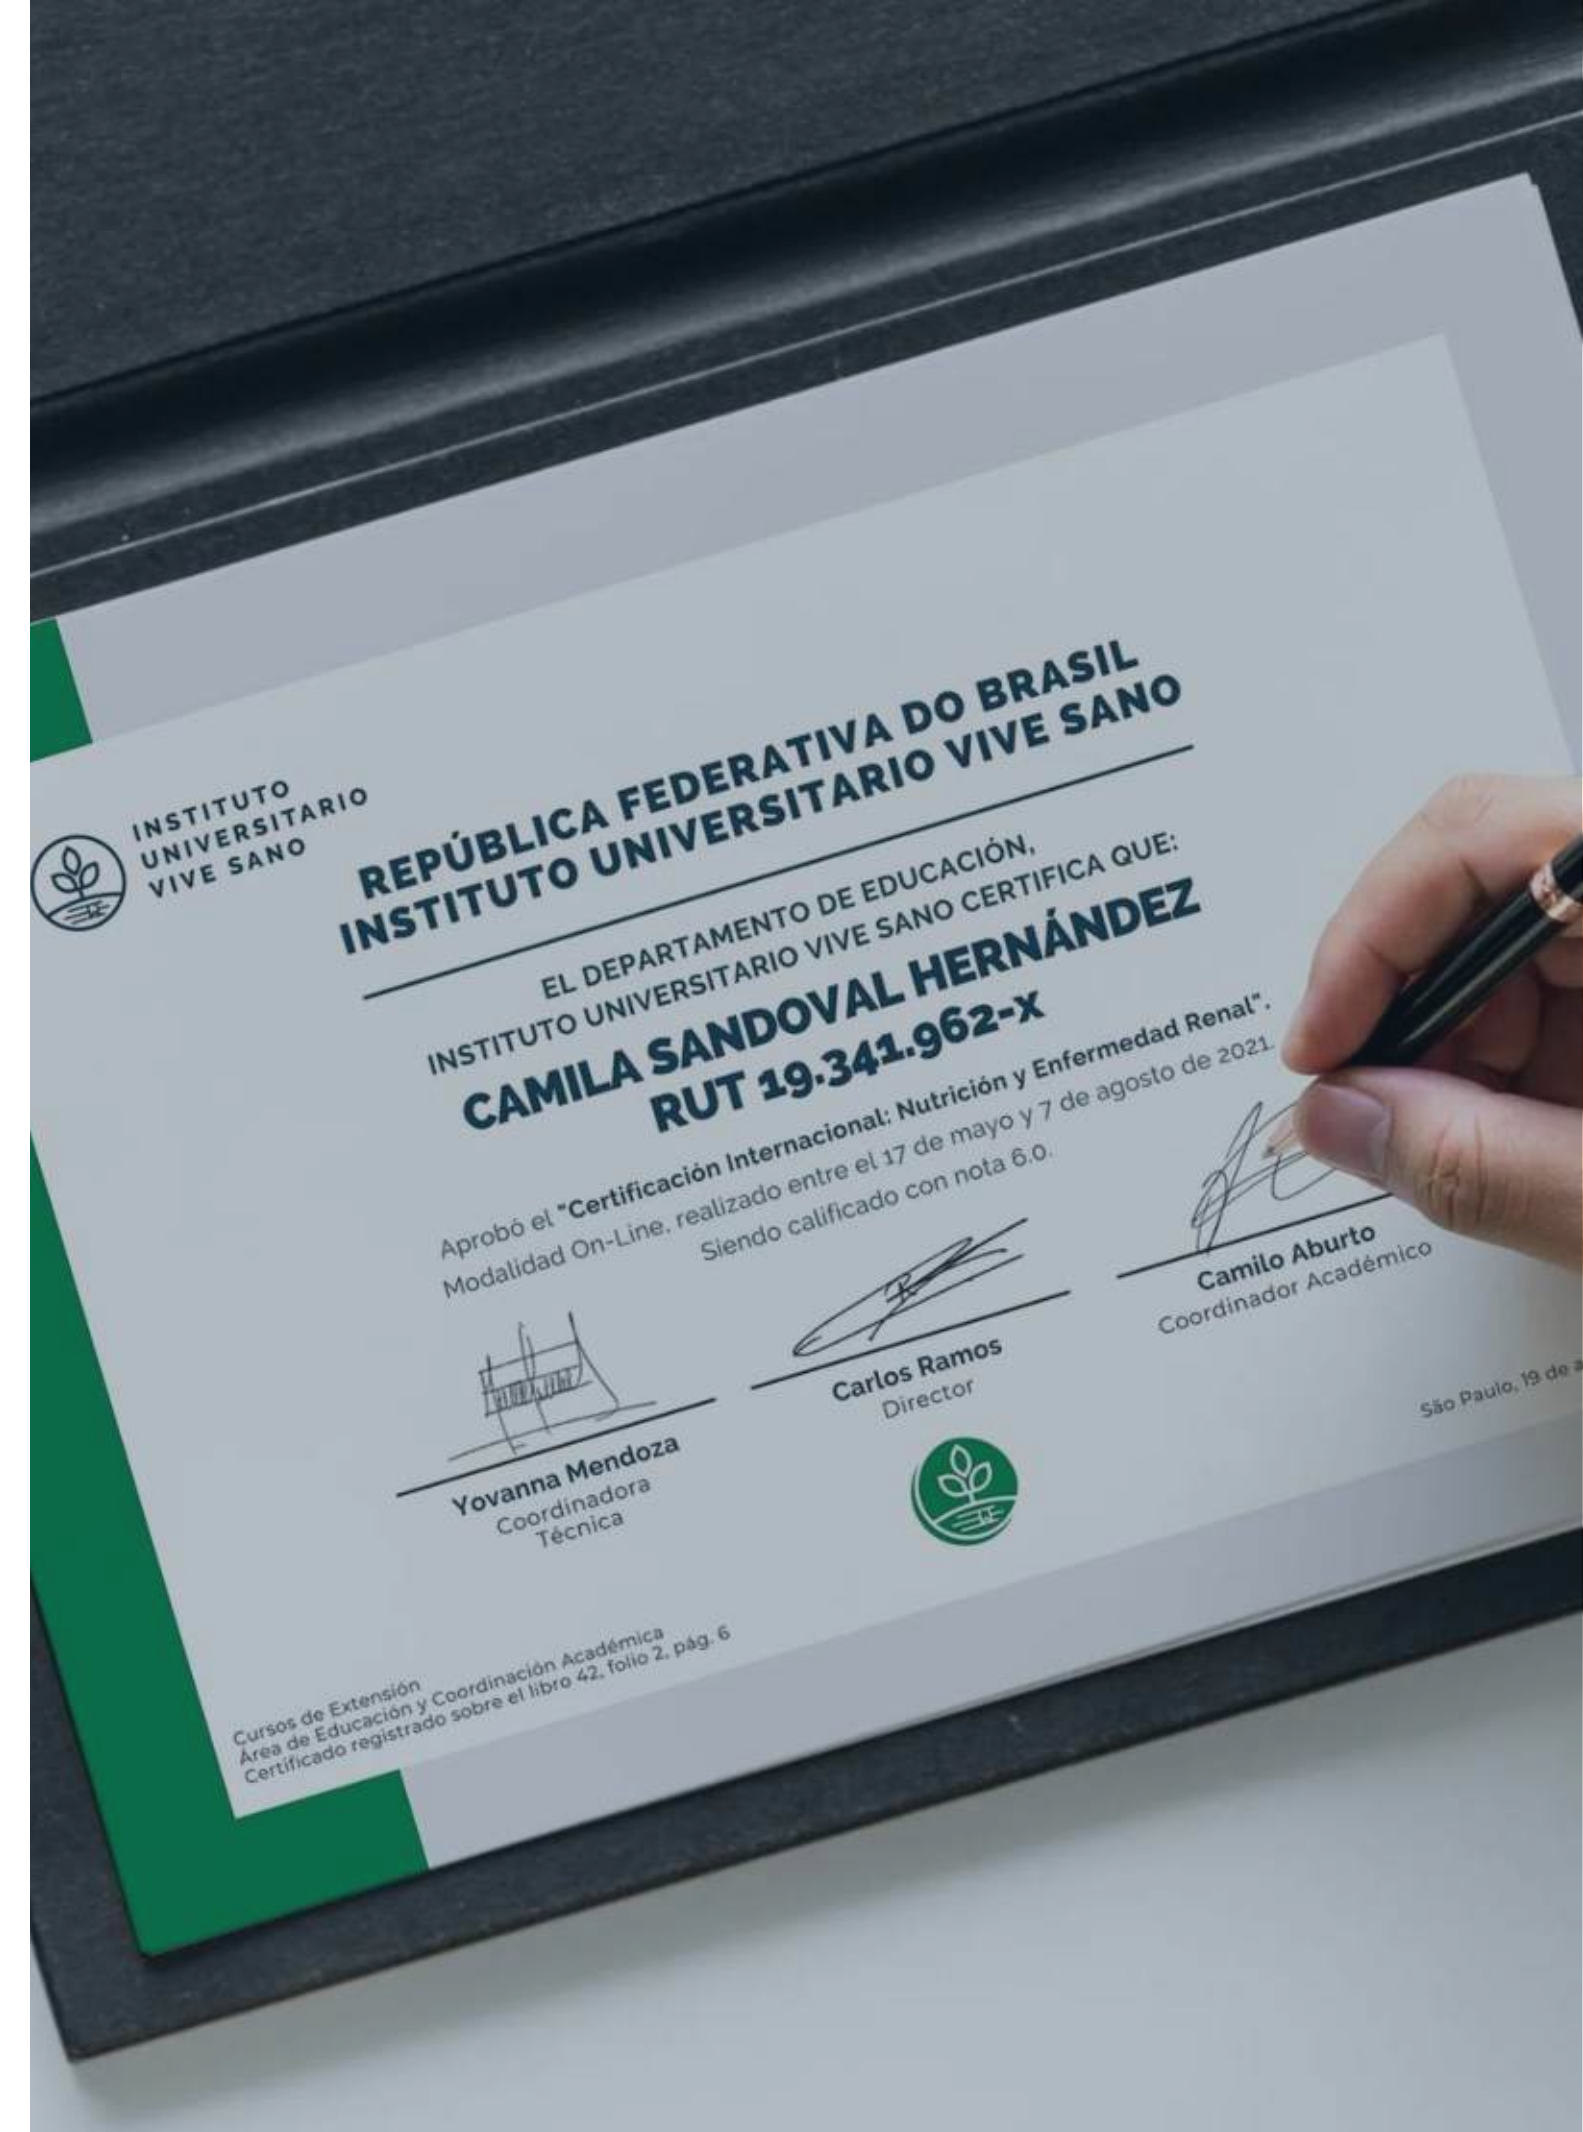 INSTITUTO
UNIVERSITARIO
VIVE SANO
REPÚBLICA FEDERATIVA DO BRASIL
INSTITUTO UNIVERSITARIO VIVE SANO
EL DEPARTAMENTO DE EDUCACIÓN,
INSTITUTO UNIVERSITARIO VIVE SANO CERTIFICA QUE:
CAMILA SANDOVAL HERNÁNDEZ
RUT 19.341.962-X
Aprobó el "Certificación Internacional: Nutrición y Enfermedad Renal".
Modalidad On-Line, realizado entre el 17 de mayo y 7 de agosto de 2021.
Siendo calificado con nota 6.0.
Yovanna Mendoza
Coordinadora
Técnica
Carlos Ramos
Director
Camilo Aburto
Coordinador Académico
São Paulo, 19 de a
Cursos de Extensión
Área de Educación y Coordinación Académica
Certificado registrado sobre el libro 42, folio 2, pág. 6